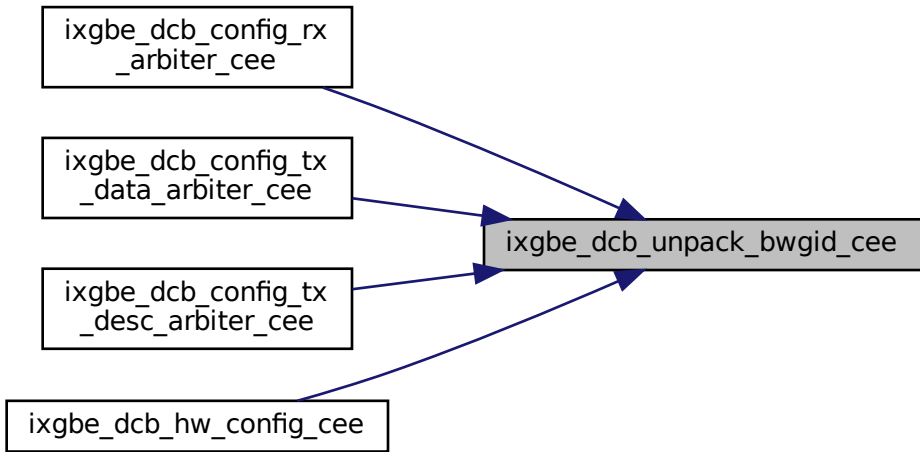 ixgbe_dcb_config_rx
_arbiter_cee
ixgbe_dcb_config_tx
_data_arbiter_cee
ixgbe_dcb_unpack_bwgid_cee
ixgbe_dcb_config_tx
_desc_arbiter_cee
ixgbe_dcb_hw_config_cee